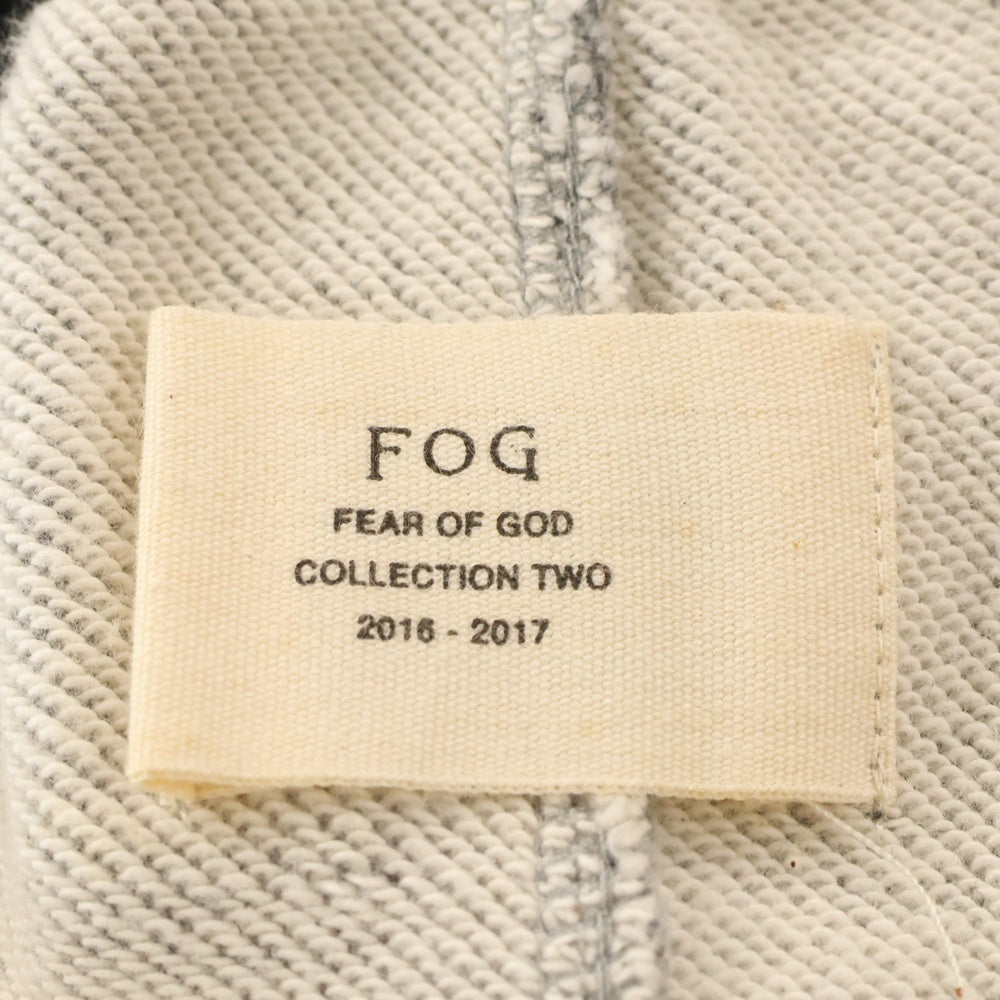 FOG
FEAR OF GOD
COLLECTION TWO
2016 - 2017